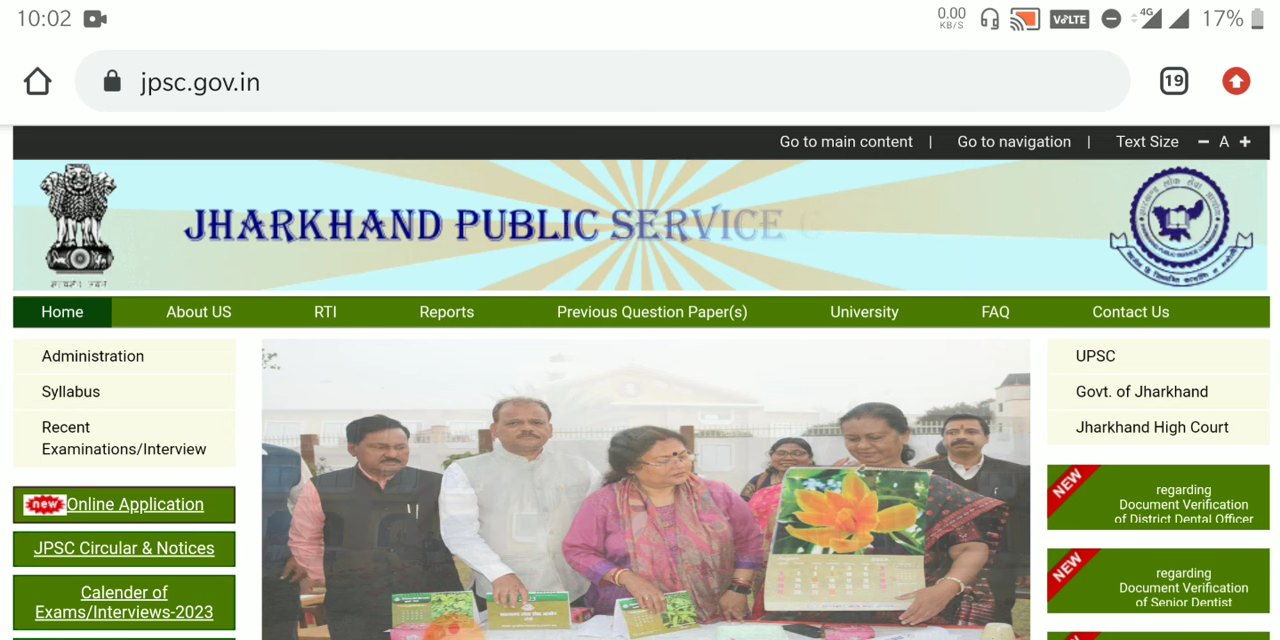 10:02
0.00
KB/S
VoLTE
4G
17%
jpsc.gov.in
19
Go to main content | Go to navigation | Text Size − A +
JHARKHAND PUBLIC SERVICE
Home About US RTI Reports Previous Question Paper(s) University FAQ Contact Us
Administration
Syllabus
Recent
Examinations/Interview
new Online Application
JPSC Circular & Notices
Calender of
Exams/Interviews-2023
UPSC
Govt. of Jharkhand
Jharkhand High Court
NEW
regarding
Document Verification
of District Dental Officer
NEW
regarding
Document Verification
of Senior Dentist